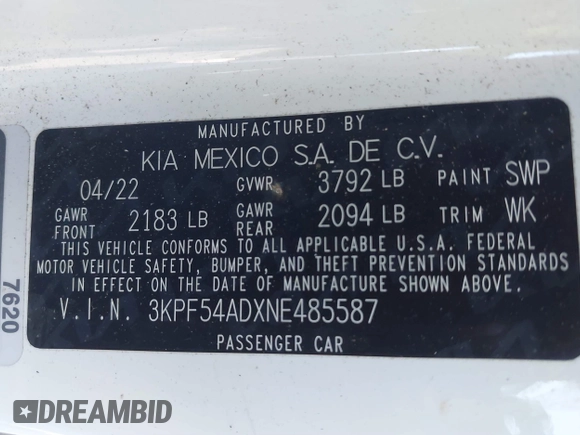 MANUFACTURED BY
KIA MEXICO S.A. DE C.V.
04/22 GVWR 3792 LB PAINT SWP
GAWR FRONT 2183 LB GAWR REAR 2094 LB TRIM WK
THIS VEHICLE CONFORMS TO ALL APPLICABLE U.S.A. FEDERAL
MOTOR VEHICLE SAFETY, BUMPER, AND THEFT PREVENTION STANDARDS
IN EFFECT ON THE DATE OF MANUFACTURE SHOWN ABOVE.
V.I.N. 3KPF54ADXNE485587
PASSENGER CAR
7620
DREAMBID